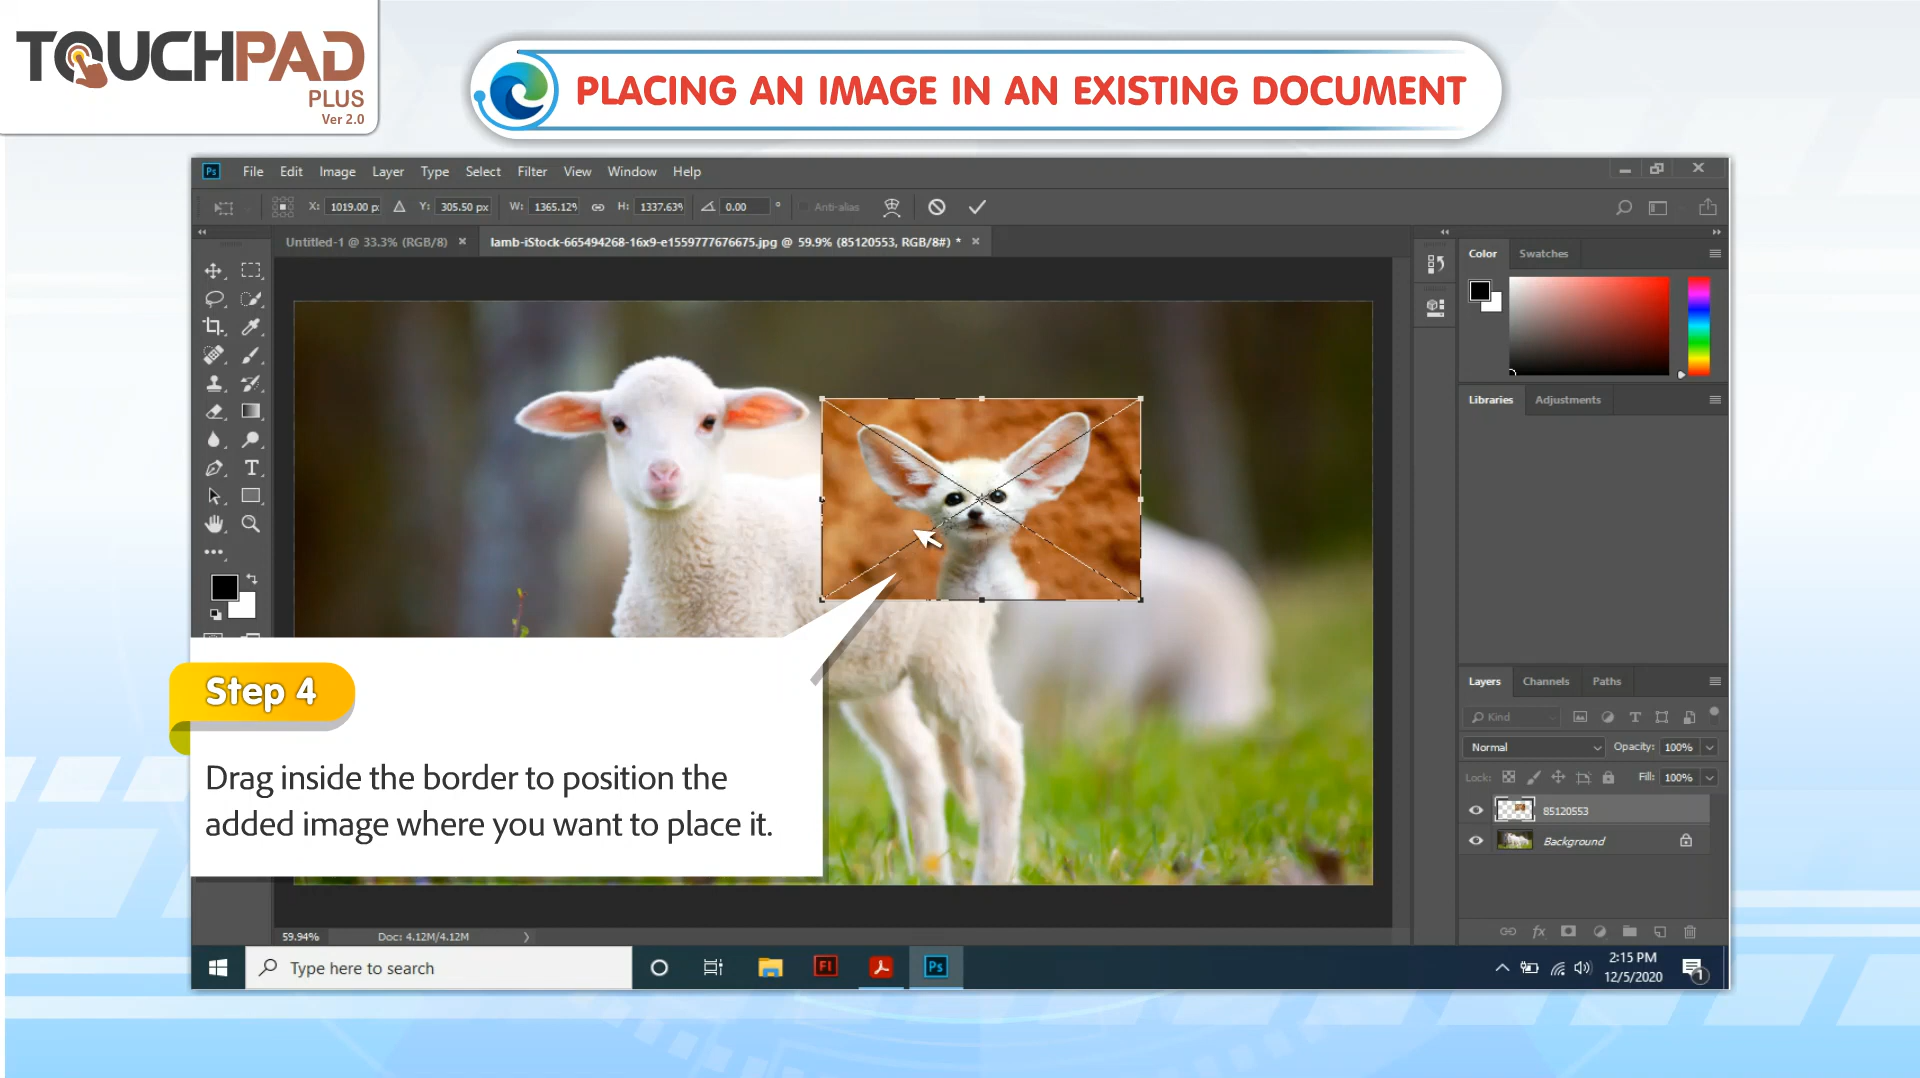 TOUCHPAD
PLUS
Ver 2.0
PLACING AN IMAGE IN AN EXISTING DOCUMENT
Ps File Edit Image Layer Type Select Filter View Window Help
X: 1019.00 p Y: 305.50 px W: 1365.12% H: 1337.63% 0.00 ° Anti-alias
Untitled-1 @ 33.3% (RGB/8) × lamb-iStock-665494268-16x9-e1559777676675.jpg @ 59.9% (85120553, RGB/8#) * ×
Color Swatches
Libraries Adjustments
Step 4
Drag inside the border to position the
added image where you want to place it.
Layers Channels Paths
Kind
Normal Opacity: 100%
Lock: Fill: 100%
85120553
Background
fx
59.94% Doc: 4.12M/4.12M
Type here to search
Fl
Ps
2:15 PM
12/5/2020
1